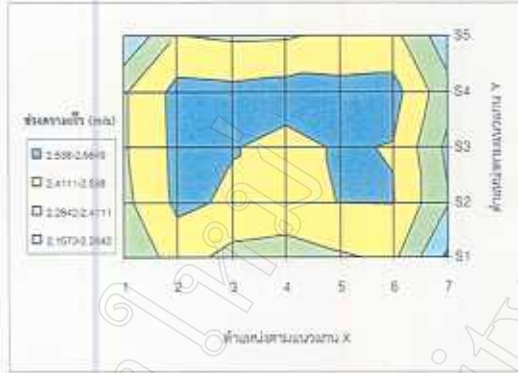 ช่วงความเร็ว (m/s)
2.538-2.6649
2.4111-2.538
2.2842-2.4111
2.1573-2.2842
S5
S4
S3
S2
S1
ตำแหน่งตามแนวแกน Y
1 2 3 4 5 6 7
ตำแหน่งตามแนวแกน X